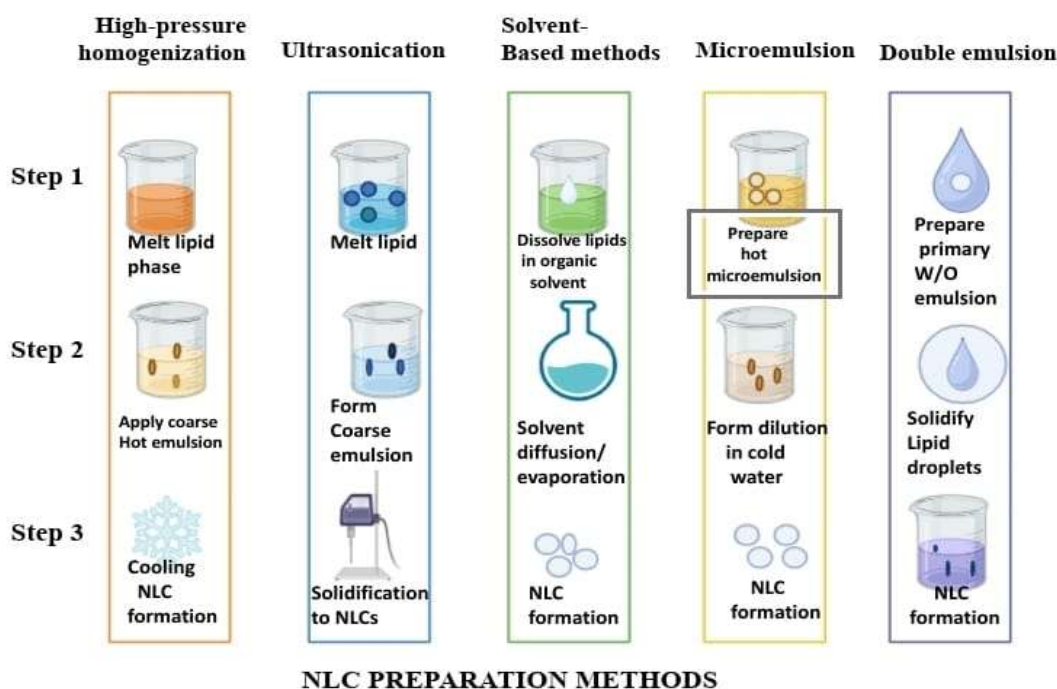 High-pressure
homogenization
Ultrasonication
Solvent-
Based methods
Microemulsion
Double emulsion
Step 1
Melt lipid
phase
Melt lipid
Dissolve lipids
in organic
solvent
Prepare
hot
microemulsion
Prepare
primary
W/O
emulsion
Step 2
Apply coarse
Hot emulsion
Form
Coarse
emulsion
Solvent
diffusion/
evaporation
Form dilution
in cold
water
Solidify
Lipid
droplets
Step 3
Cooling
NLC
formation
Solidification
to NLCs
NLC
formation
NLC
formation
NLC
formation
NLC PREPARATION METHODS